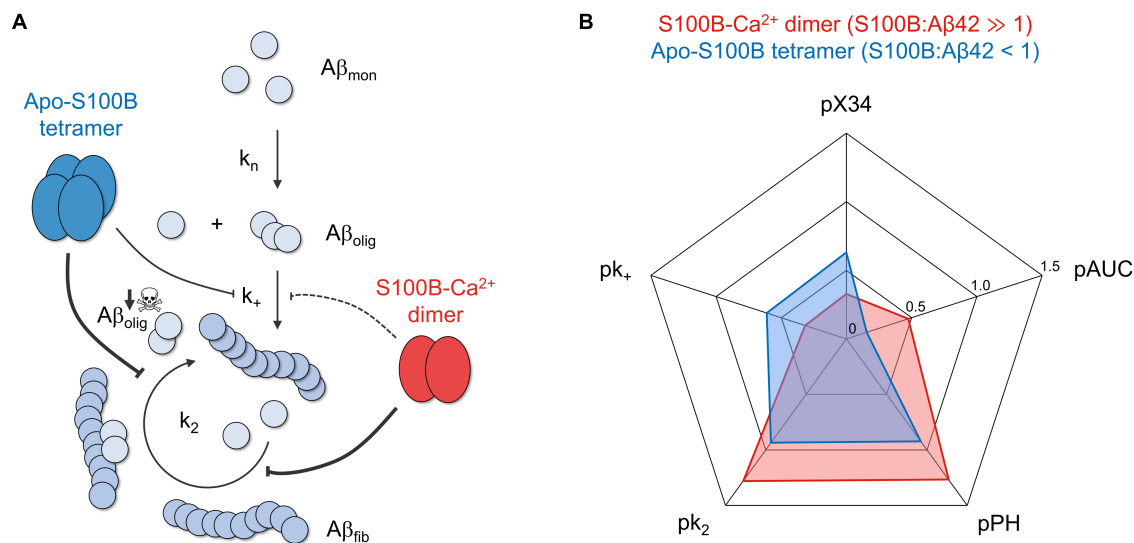 A
Aβmon
Apo-S100B
tetramer
kn
+
Aβolig
k+
S100B-Ca2+
dimer
Aβolig
k2
Aβfib
B
S100B-Ca2+ dimer (S100B:Aβ42 ≫ 1)
Apo-S100B tetramer (S100B:Aβ42 < 1)
pX34
pk+
pAUC
1.5
1.0
0.5
0
pk2
pPH